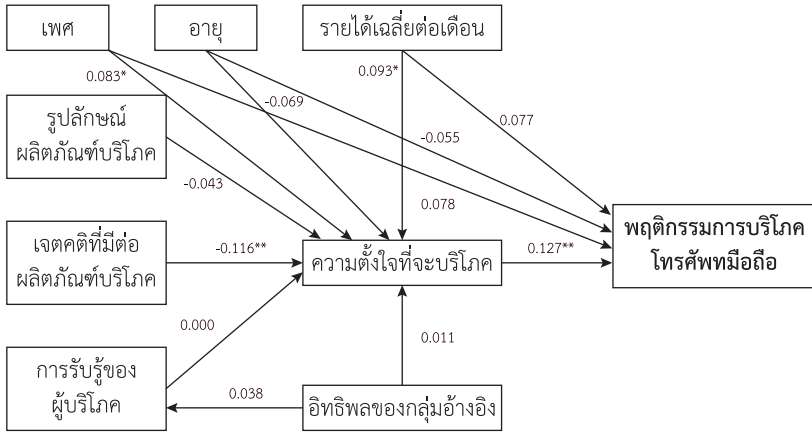 เพศ
อายุ
รายได้เฉลี่ยต่อเดือน
0.083*
-0.069
0.093*
0.077
รูปลักษณ์
ผลิตภัณฑ์บริโภค
-0.055
-0.043
0.078
เจตคติที่มีต่อ
ผลิตภัณฑ์บริโภค
-0.116**
ความตั้งใจที่จะบริโภค
0.127**
พฤติกรรมการบริโภค
โทรศัพทมือถือ
0.000
0.011
การรับรู้ของ
ผู้บริโภค
0.038
อิทธิพลของกลุ่มอ้างอิง